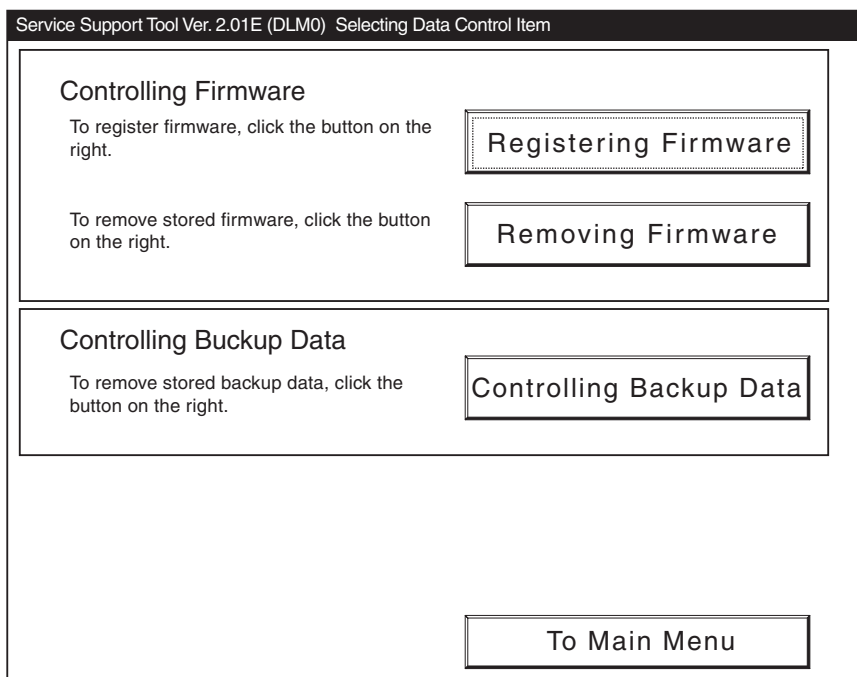 Service Support Tool Ver. 2.01E (DLM0) Selecting Data Control Item
Controlling Firmware
To register firmware, click the button on the
right.
Registering Firmware
To remove stored firmware, click the button
on the right.
Removing Firmware
Controlling Buckup Data
To remove stored backup data, click the
button on the right.
Controlling Backup Data
To Main Menu